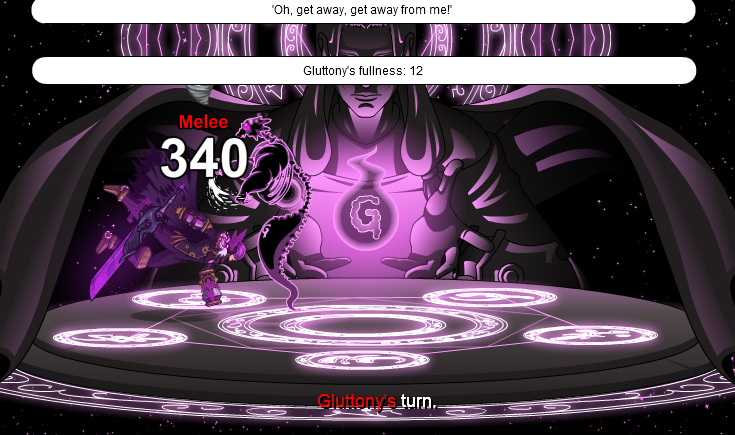 'Oh, get away, get away from me!'
Gluttony's fullness: 12
Melee
340
G
Gluttony's turn.